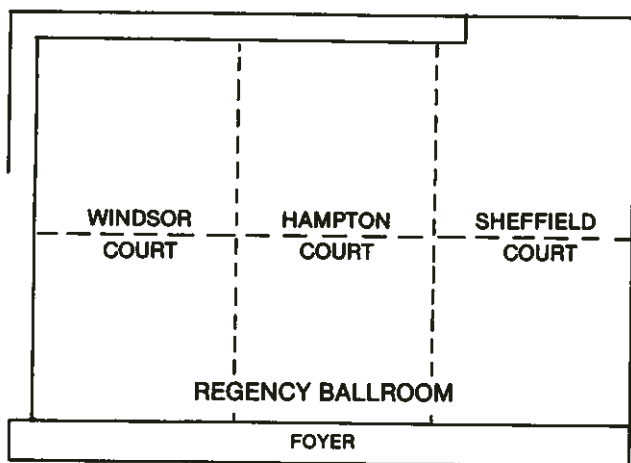 WINDSOR
COURT
HAMPTON
COURT
SHEFFIELD
COURT
REGENCY BALLROOM
FOYER